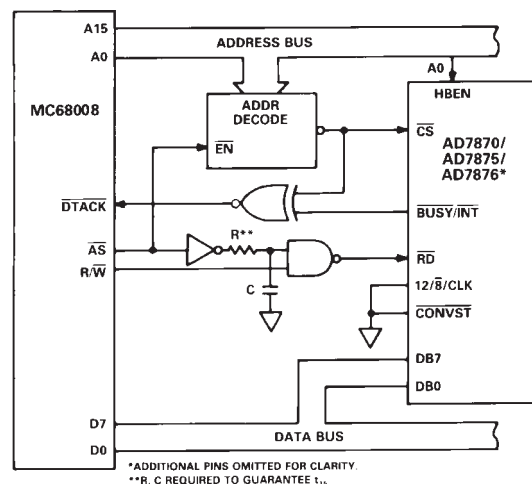 A15
ADDRESS BUS
A0
A0
MC68008
HBEN
ADDR
DECODE
EN
CS
AD7870/
AD7875/
AD7876*
DTACK
BUSY/INT
R**
AS
R/W
RD
C
12/8/CLK
CONVST
DB7
DB0
D7
DATA BUS
D0
*ADDITIONAL PINS OMITTED FOR CLARITY.
**R, C REQUIRED TO GUARANTEE